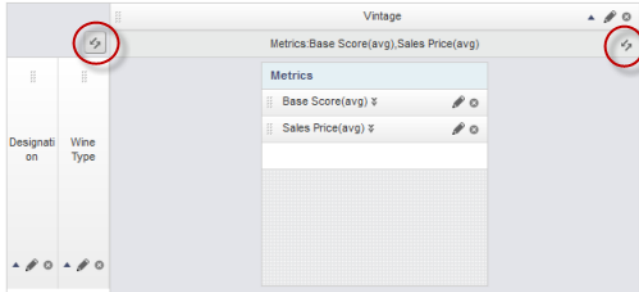 Vintage
Metrics:Base Score(avg),Sales Price(avg)
Metrics
Base Score(avg)
Sales Price(avg)
Designati
on
Wine
Type